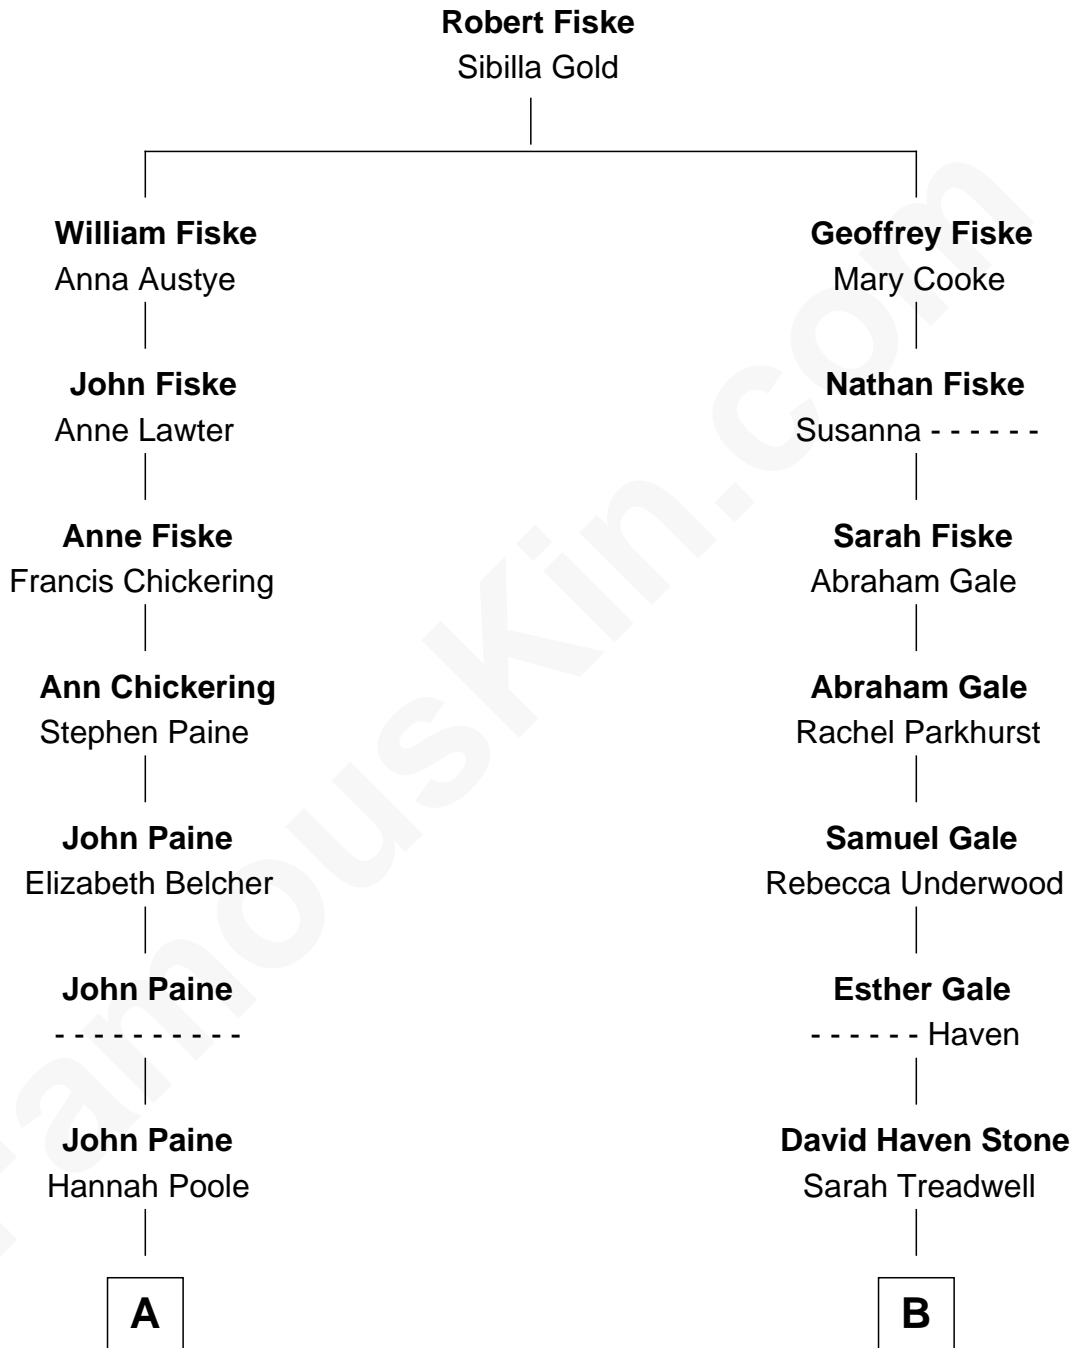 Robert Fiske
Sibilla Gold
William Fiske
Anna Austye
Geoffrey Fiske
Mary Cooke
John Fiske
Anne Lawter
Nathan Fiske
Susanna - - - - - -
Anne Fiske
Francis Chickering
Sarah Fiske
Abraham Gale
Ann Chickering
Stephen Paine
Abraham Gale
Rachel Parkhurst
John Paine
Elizabeth Belcher
Samuel Gale
Rebecca Underwood
John Paine
- - - - - - - - - -
Esther Gale
- - - - - - Haven
John Paine
Hannah Poole
David Haven Stone
Sarah Treadwell
A
B
FamousKin.com